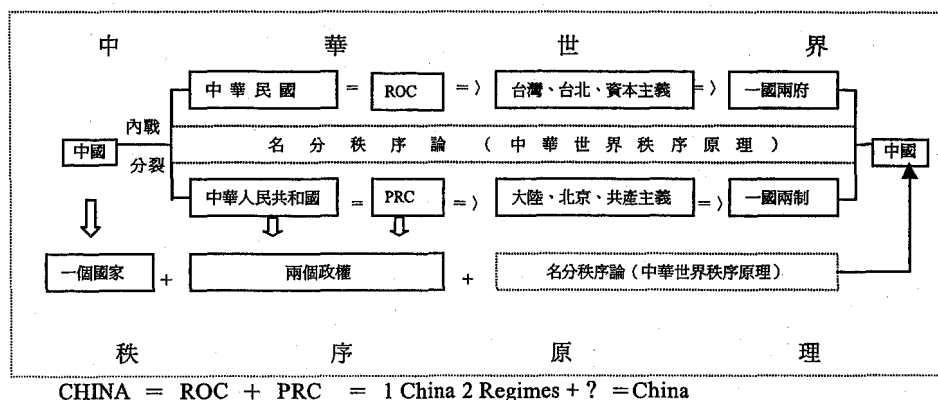 中 華 世 界
中華民國 = ROC => 台灣、台北、資本主義 => 一國兩府
內戰
中國 名分秩序論(中華世界秩序原理) 中國
分裂
中華人民共和國 = PRC => 大陸、北京、共產主義 => 一國兩制
一個國家 + 兩個政權 + 名分秩序論(中華世界秩序原理)
秩 序 原 理
CHINA = ROC + PRC = 1 China 2 Regimes + ? =China